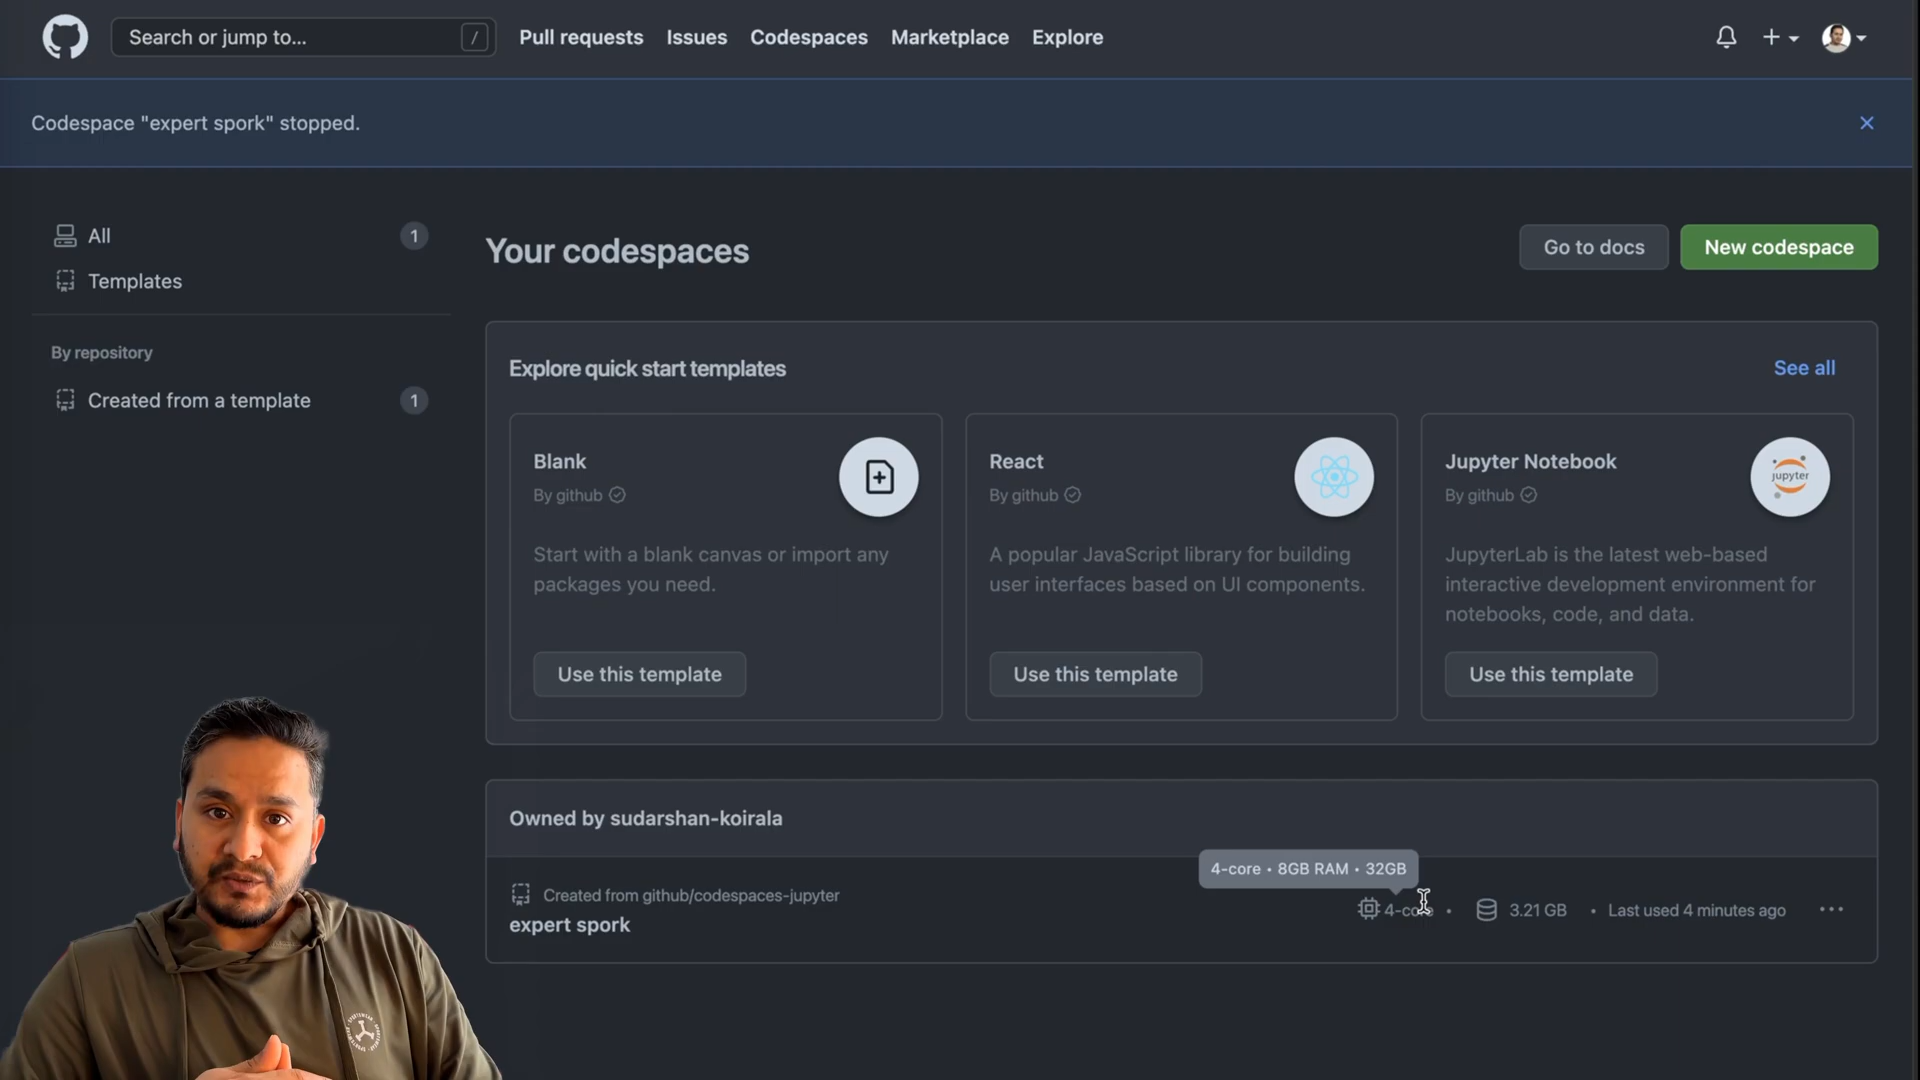 Search or jump to...
/
Pull requests
Issues
Codespaces
Marketplace
Explore
Codespace "expert spork" stopped.
All
1
Templates
By repository
Created from a template
1
Your codespaces
Go to docs
New codespace
Explore quick start templates
See all
Blank
By github
Start with a blank canvas or import any
packages you need.
Use this template
React
By github
A popular JavaScript library for building
user interfaces based on UI components.
Use this template
Jupyter Notebook
By github
jupyter
JupyterLab is the latest web-based
interactive development environment for
notebooks, code, and data.
Use this template
Owned by sudarshan-koirala
4-core • 8GB RAM • 32GB
Created from github/codespaces-jupyter
expert spork
4-core • 3.21 GB • Last used 4 minutes ago